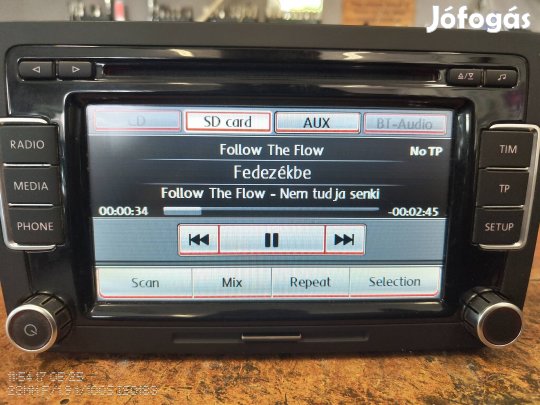 Jófogás
CD
SD card
AUX
BT-Audio
RADIO
MEDIA
PHONE
Follow The Flow
No TP
Fedezékbe
Follow The Flow - Nem tudja senki
00:00:34
-00:02:45
Scan
Mix
Repeat
Selection
TIM
TP
SETUP